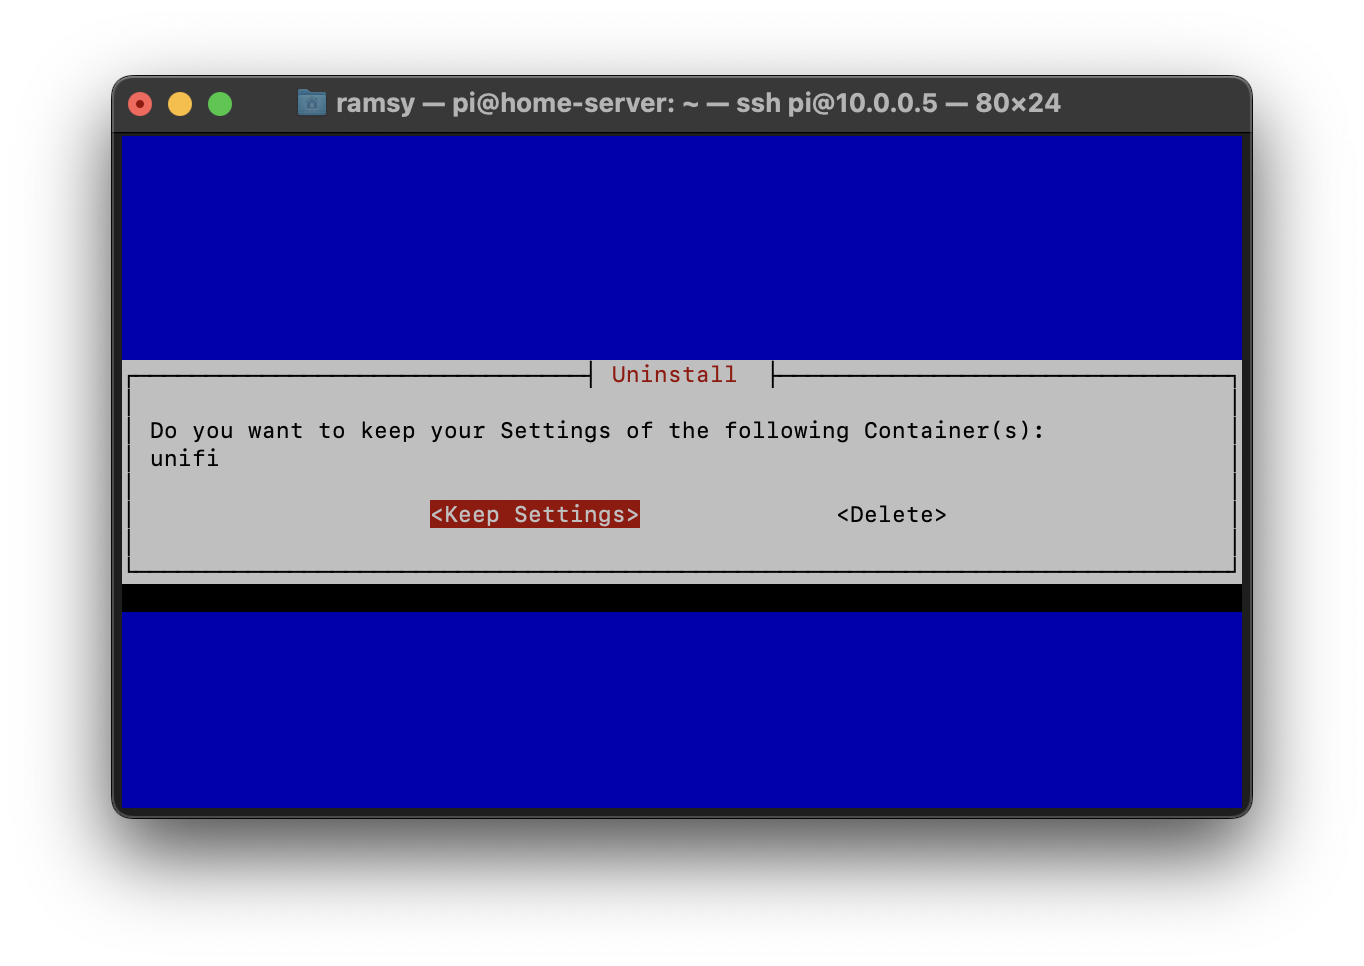 ramsy — pi@home-server: ~ — ssh pi@10.0.0.5 — 80×24
Uninstall
Do you want to keep your Settings of the following Container(s):
unifi
<Keep Settings> <Delete>